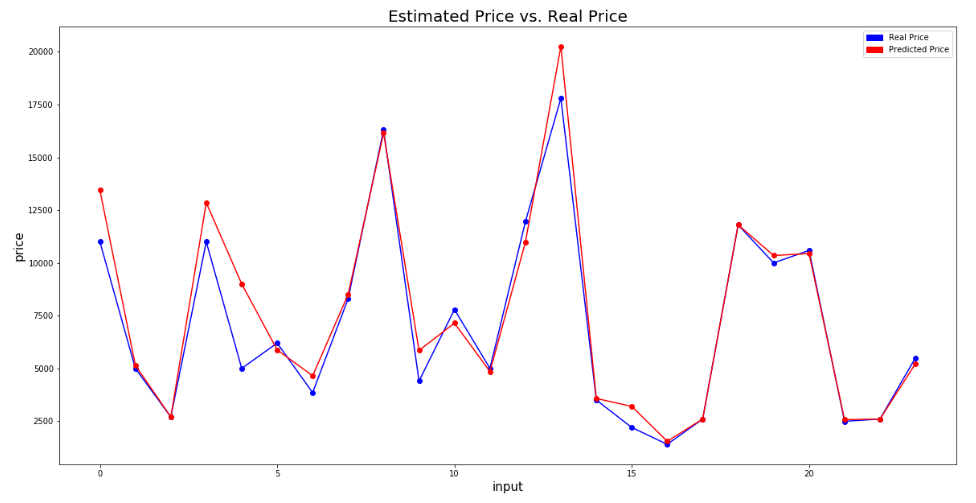 Estimated Price vs. Real Price
Real Price
Predicted Price
20000
17500
15000
12500
10000
7500
5000
2500
price
0 5 10 15 20
input